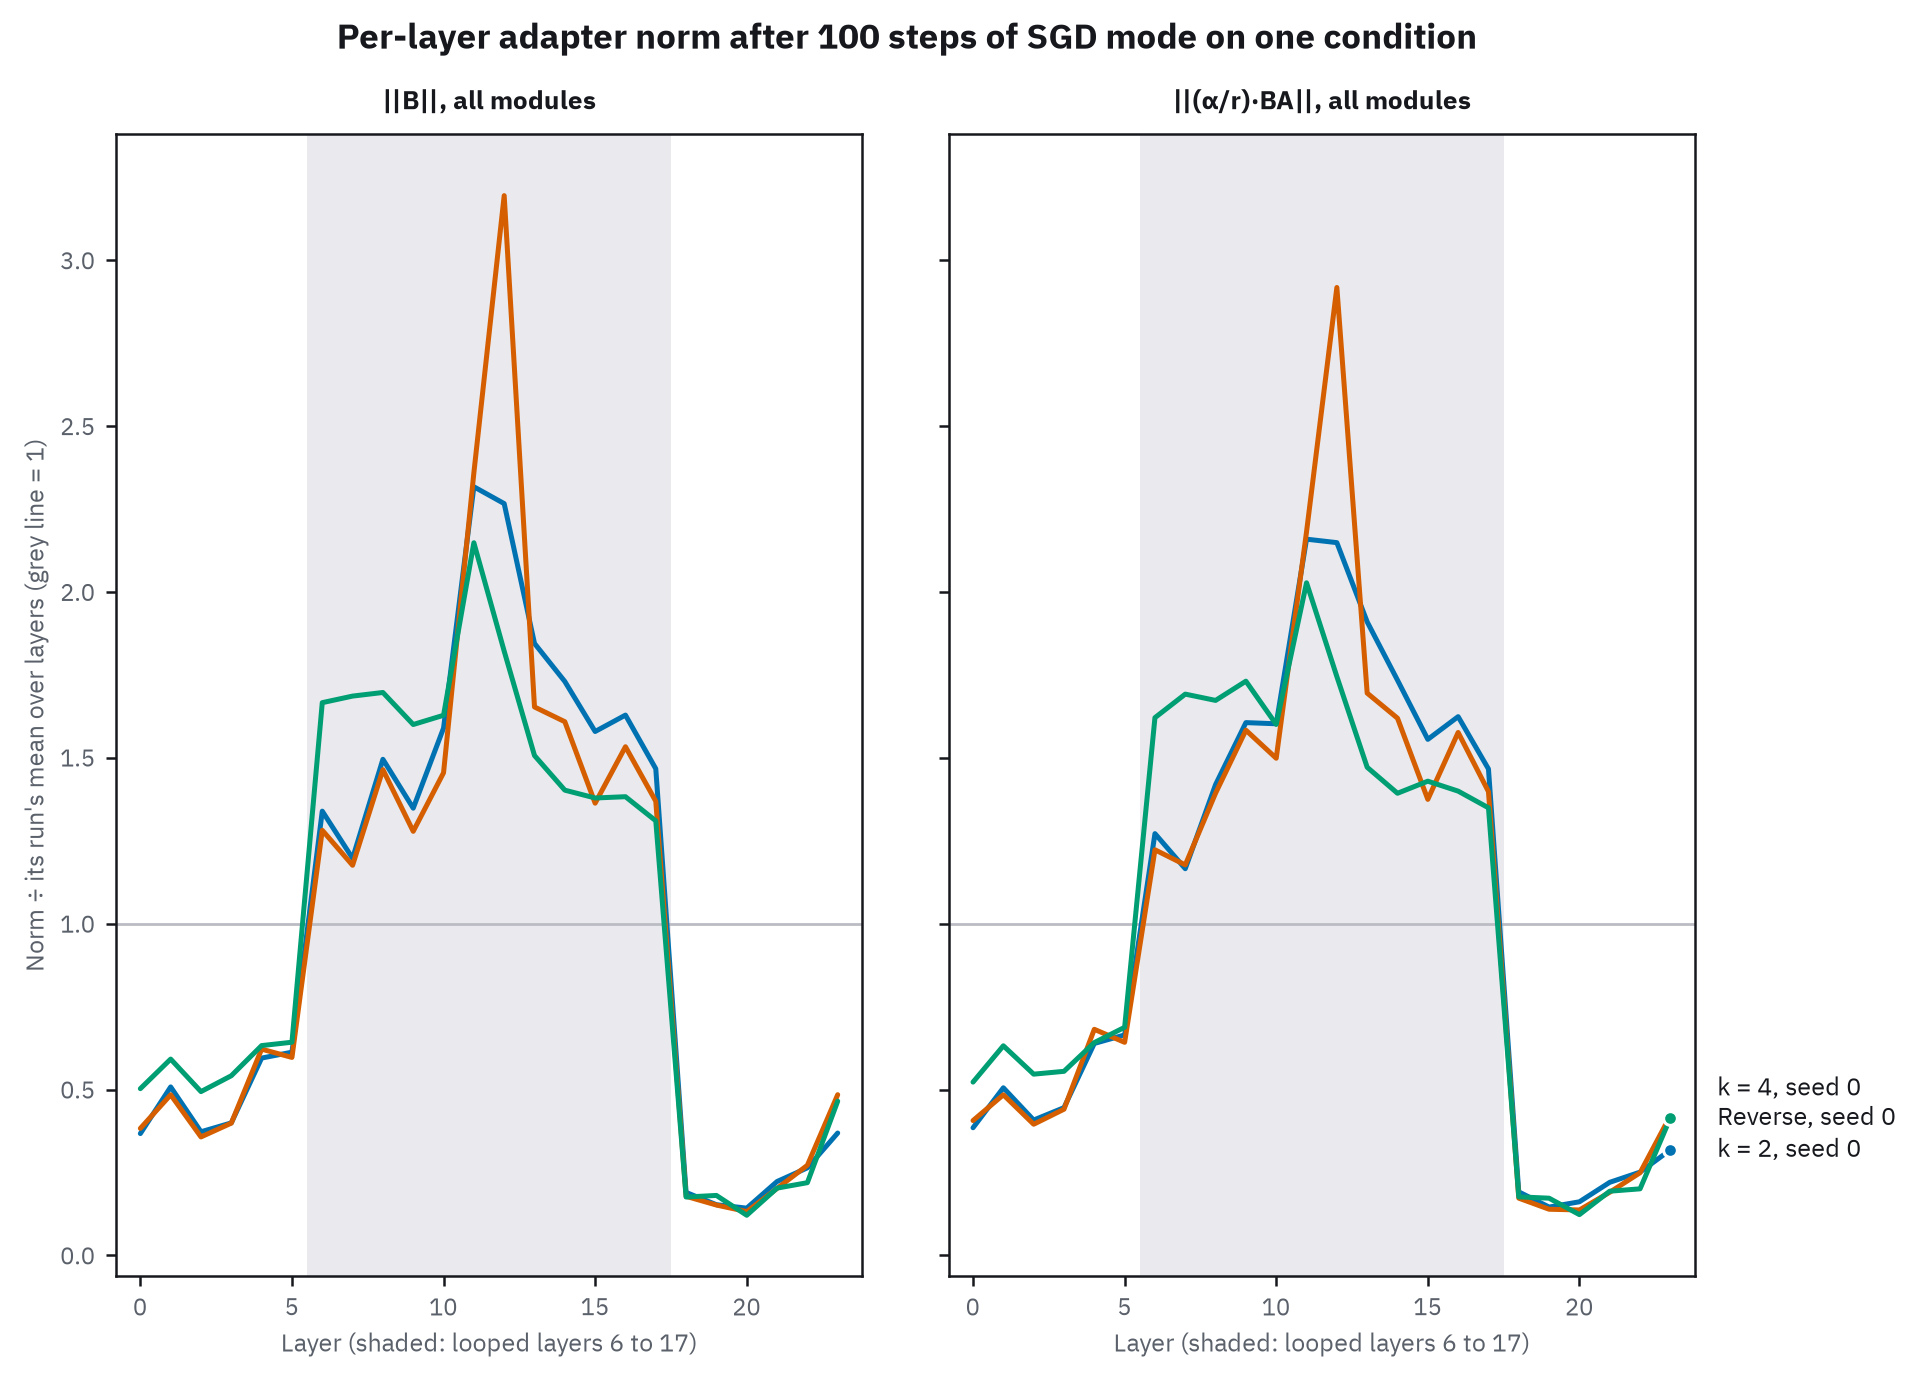 Per-layer adapter norm after 100 steps of SGD mode on one condition
||B||, all modules
||(α/r)·BA||, all modules
Norm ÷ its run's mean over layers (grey line = 1)
3.0
2.5
2.0
1.5
1.0
0.5
0.0
0 5 10 15 20
0 5 10 15 20
Layer (shaded: looped layers 6 to 17)
Layer (shaded: looped layers 6 to 17)
k = 4, seed 0
Reverse, seed 0
k = 2, seed 0